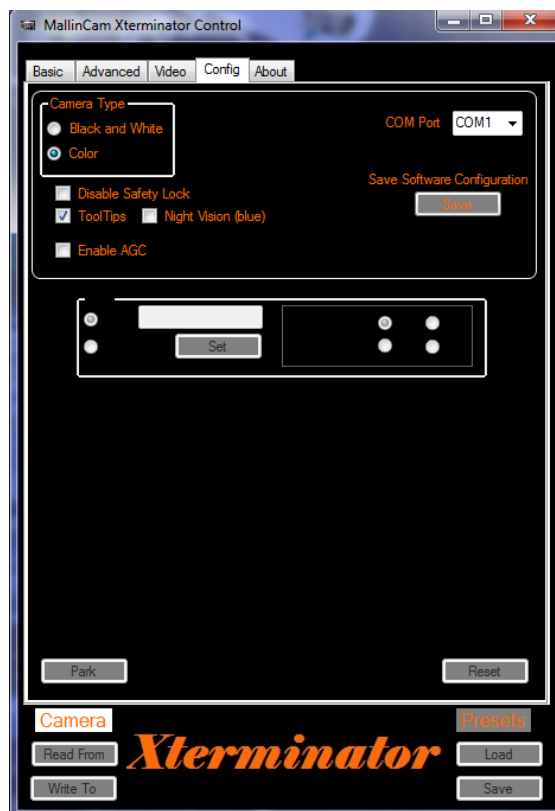 MallinCam Xterminator Control
Basic Advanced Video Config About
Camera Type
Black and White
Color
COM Port COM1
Disable Safety Lock
Save Software Configuration
Save
ToolTips Night Vision (blue)
Enable AGC
Set
Park Reset
Camera Presets
Xterminator
Read From Load
Write To Save